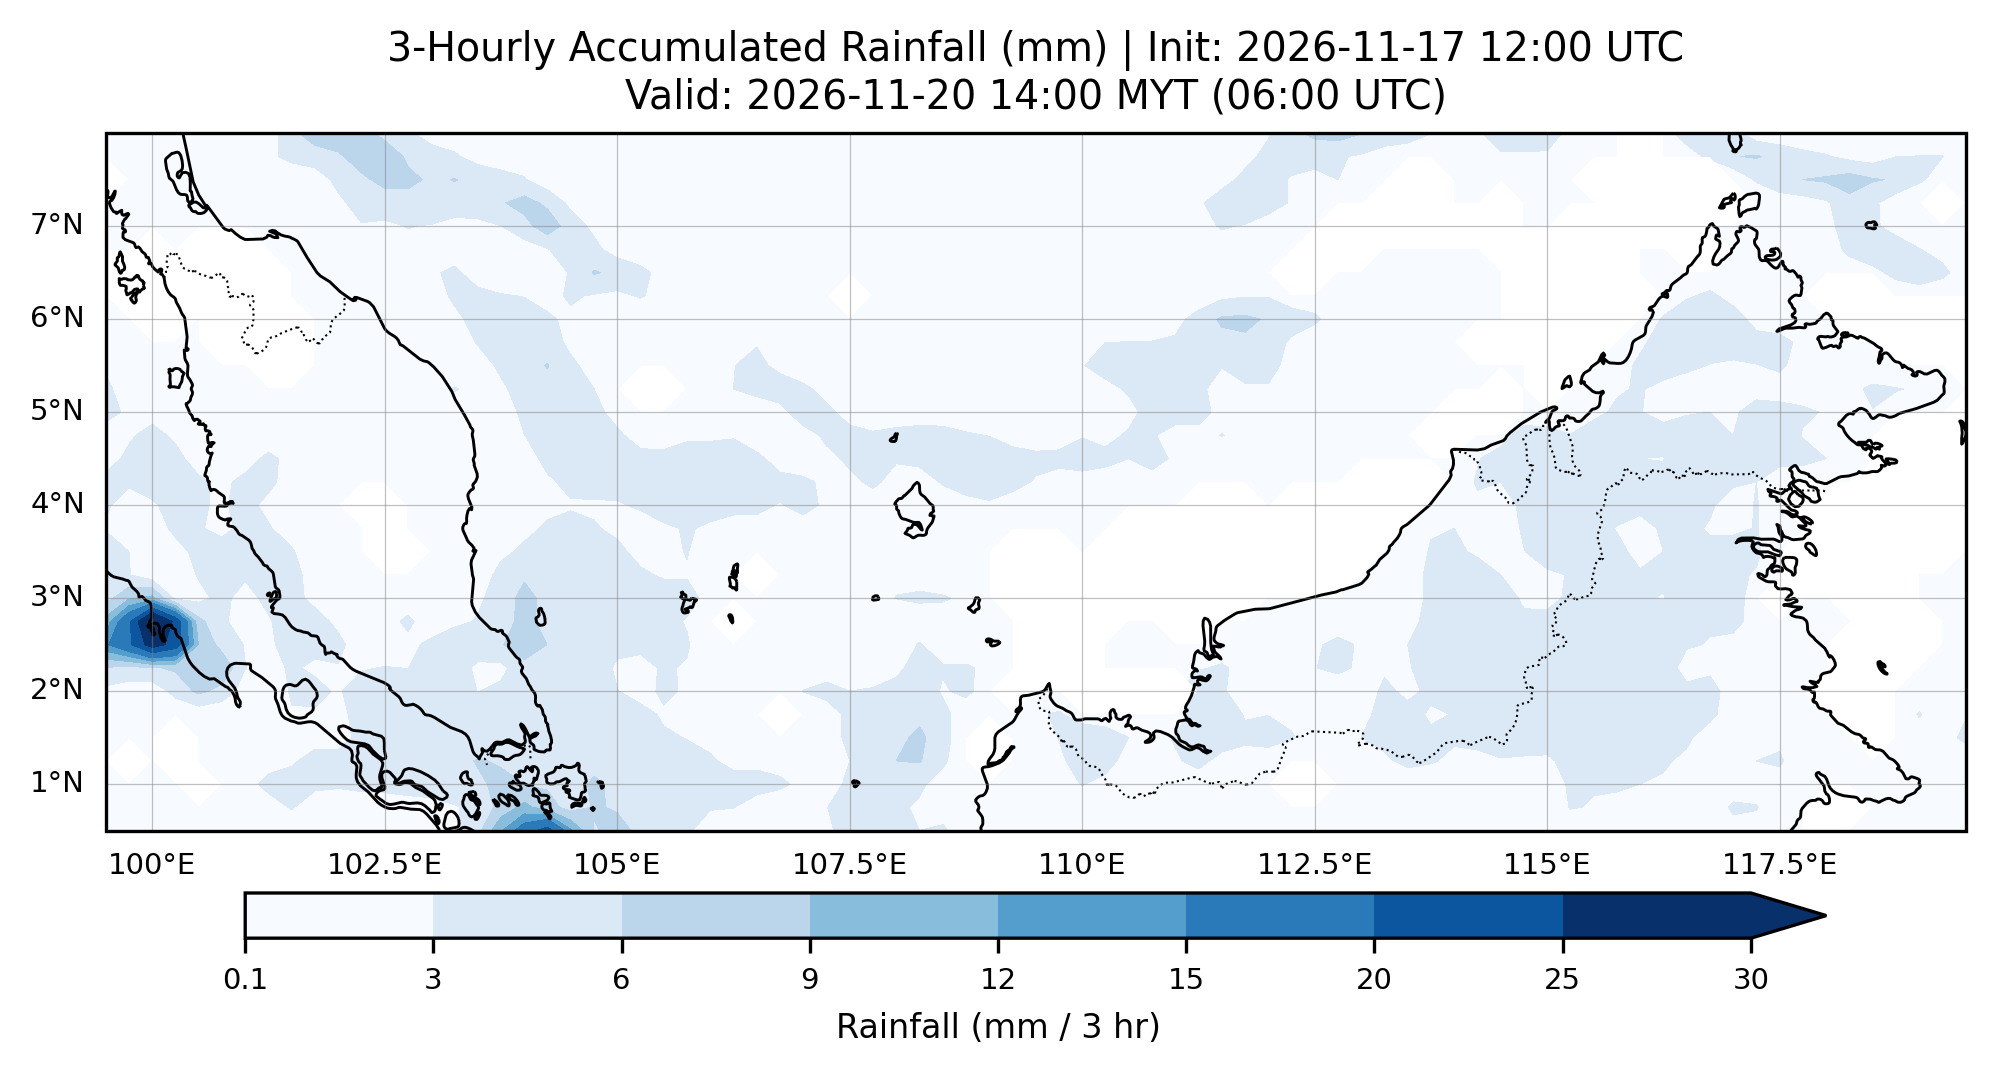 3-Hourly Accumulated Rainfall (mm) | Init: 2026-11-17 12:00 UTC
Valid: 2026-11-20 14:00 MYT (06:00 UTC)
7°N
6°N
5°N
4°N
3°N
2°N
1°N
100°E 102.5°E 105°E 107.5°E 110°E 112.5°E 115°E 117.5°E
0.1 3 6 9 12 15 20 25 30
Rainfall (mm / 3 hr)